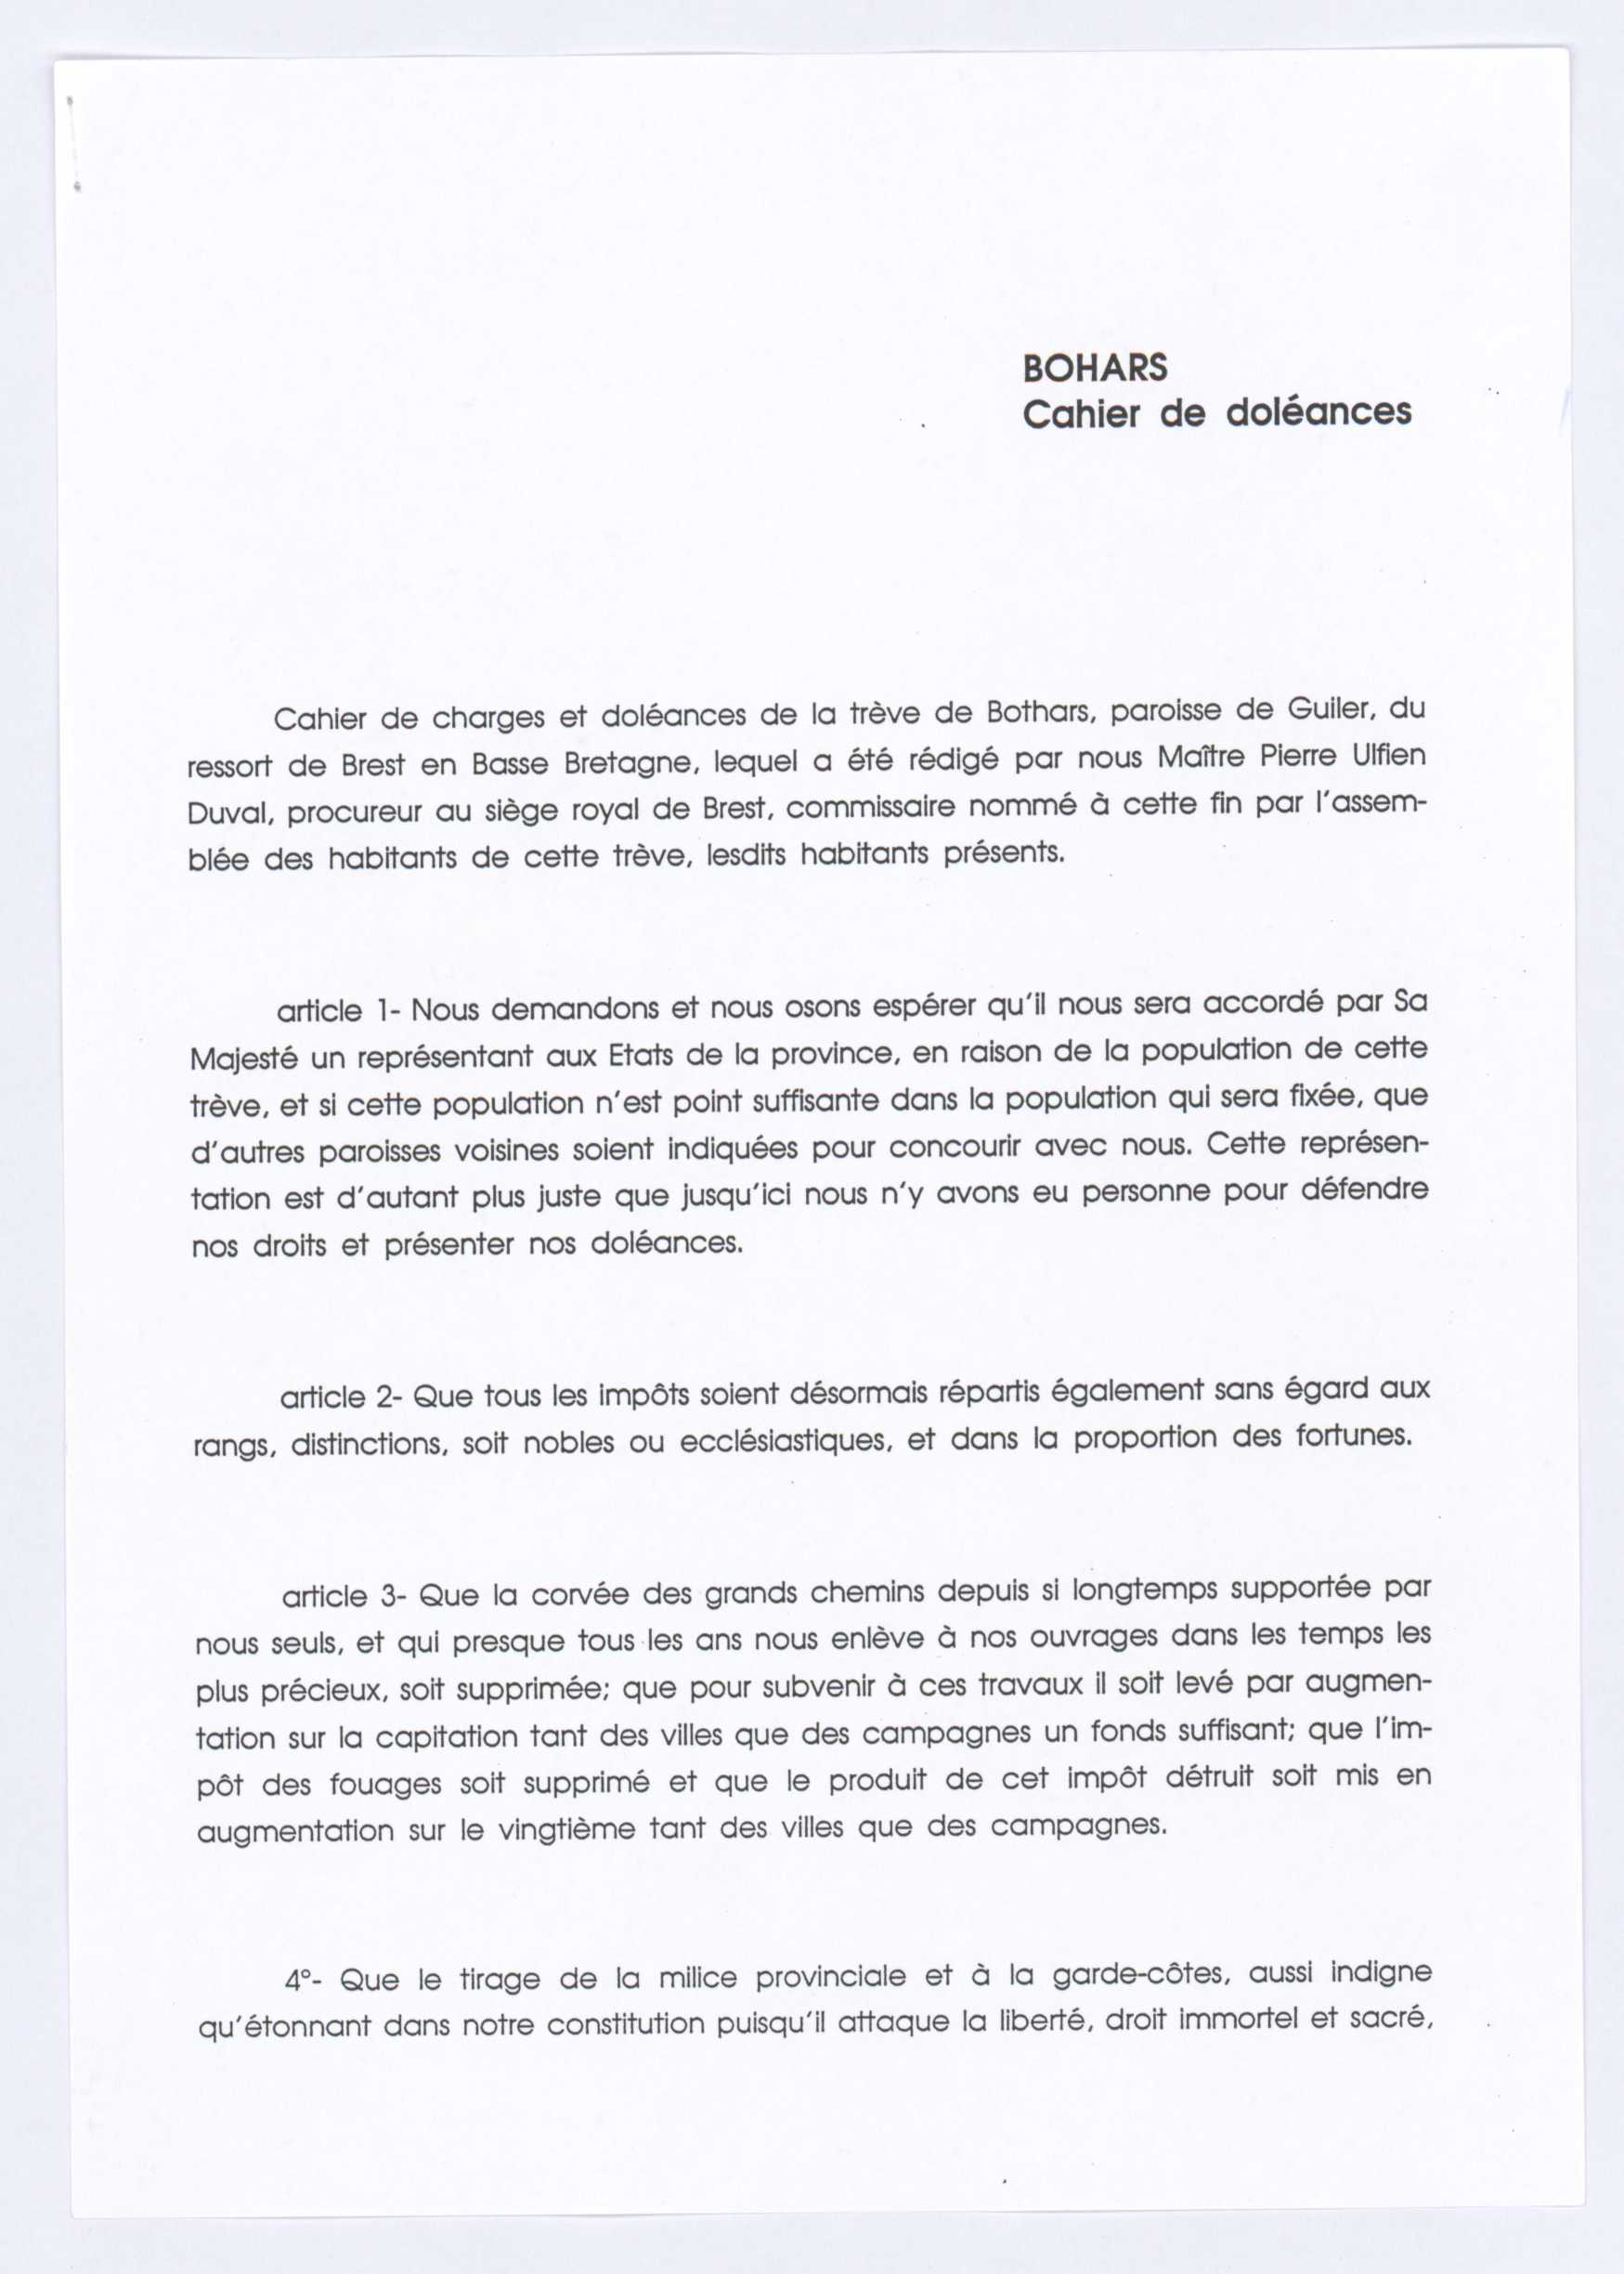 BOHARS
Cahier de doléances
Cahier de charges et doléances de la trève de Bothars, paroisse de Guiler, du
ressort de Brest en Basse Bretagne, lequel a été rédigé par nous Maître Pierre Ulfien
Duval, procureur au siège royal de Brest, commissaire nommé à cette fin par l'assem-
blée des habitants de cette trève, lesdits habitants présents.
article 1- Nous demandons et nous osons espérer qu'il nous sera accordé par Sa
Majesté un représentant aux Etats de la province, en raison de la population de cette
trève, et si cette population n'est point suffisante dans la population qui sera fixée, que
d'autres paroisses voisines soient indiquées pour concourir avec nous. Cette représen-
tation est d'autant plus juste que jusqu'ici nous n'y avons eu personne pour défendre
nos droits et présenter nos doléances.
article 2- Que tous les impôts soient désormais répartis également sans égard aux
rangs, distinctions, soit nobles ou ecclésiastiques, et dans la proportion des fortunes.
article 3- Que la corvée des grands chemins depuis si longtemps supportée par
nous seuls, et qui presque tous les ans nous enlève à nos ouvrages dans les temps les
plus précieux, soit supprimée; que pour subvenir à ces travaux il soit levé par augmen-
tation sur la capitation tant des villes que des campagnes un fonds suffisant; que l'im-
pôt des fouages soit supprimé et que le produit de cet impôt détruit soit mis en
augmentation sur le vingtième tant des villes que des campagnes.
4°- Que le tirage de la milice provinciale et à la garde-côtes, aussi indigne
qu'étonnant dans notre constitution puisqu'il attaque la liberté, droit immortel et sacré,